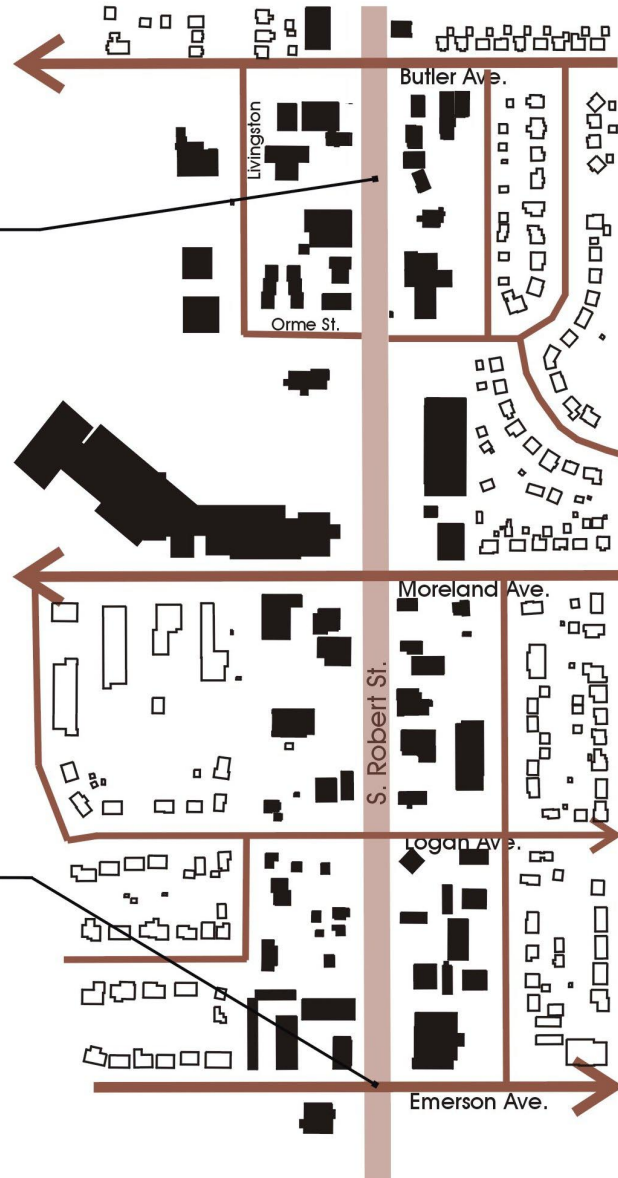 Butler Ave.
Livingston
Orme St.
Moreland Ave.
S. Robert St.
Logan Ave.
Emerson Ave.